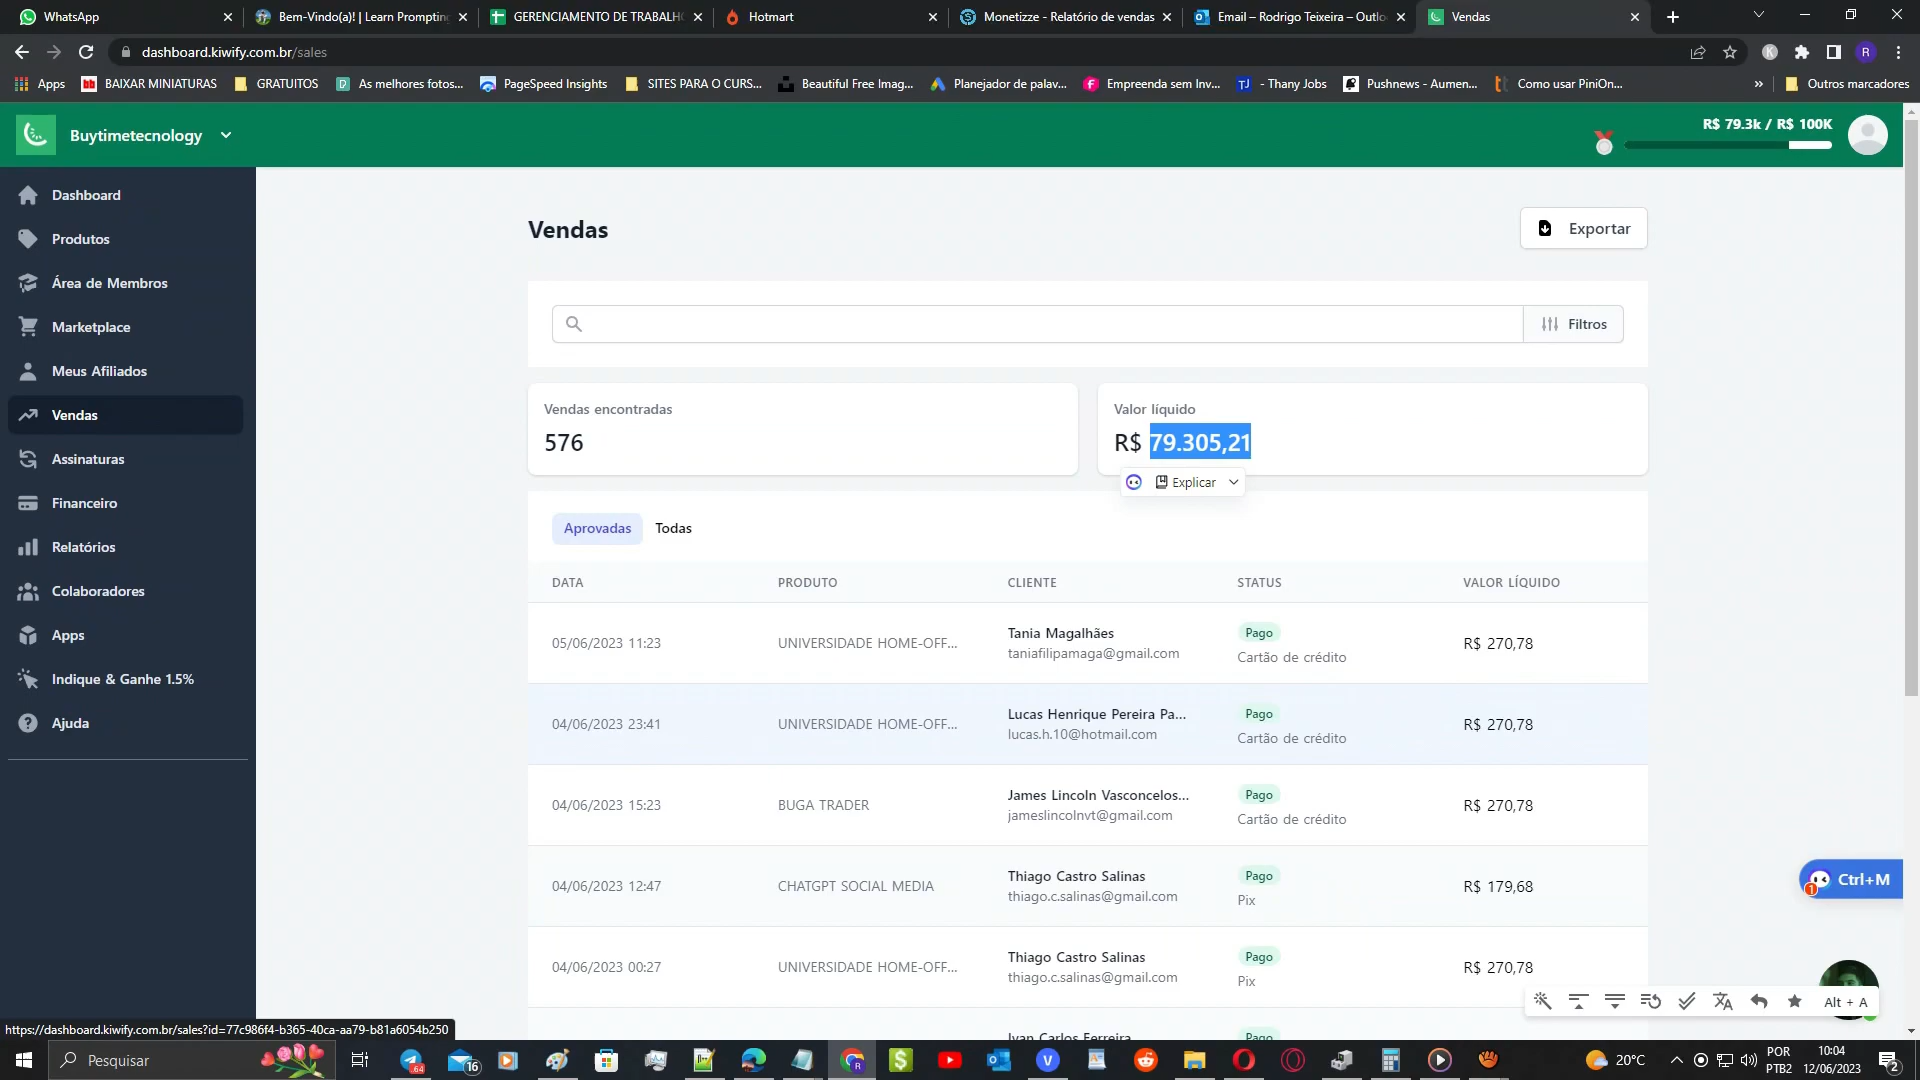 WhatsApp
Bem-Vindo(a)! | Learn Prompting
GERENCIAMENTO DE TRABALH
Hotmart
Monetizze - Relatório de vendas
Email – Rodrigo Teixeira – Outlo
Vendas
dashboard.kiwify.com.br/sales
K
R
Apps
BAIXAR MINIATURAS
GRATUITOS
As melhores fotos...
PageSpeed Insights
SITES PARA O CURS...
Beautiful Free Imag...
Planejador de palav...
Empreenda sem Inv...
TJ - Thany Jobs
Pushnews - Aumen...
Como usar PiniOn...
»
Outros marcadores
Buytimetecnology
R$ 79.3k / R$ 100K
Dashboard
Produtos
Área de Membros
Marketplace
Meus Afiliados
Vendas
Assinaturas
Financeiro
Relatórios
Colaboradores
Apps
Indique & Ganhe 1.5%
Ajuda
Vendas
Exportar
Filtros
Vendas encontradas
576
Valor líquido
R$ 79.305,21
Explicar
Aprovadas Todas
DATA PRODUTO CLIENTE STATUS VALOR LÍQUIDO
05/06/2023 11:23 UNIVERSIDADE HOME-OFF... Tania Magalhães Pago R$ 270,78
taniafilipamaga@gmail.com Cartão de crédito
04/06/2023 23:41 UNIVERSIDADE HOME-OFF... Lucas Henrique Pereira Pa... Pago R$ 270,78
lucas.h.10@hotmail.com Cartão de crédito
04/06/2023 15:23 BUGA TRADER James Lincoln Vasconcelos... Pago R$ 270,78
jameslincolnvt@gmail.com Cartão de crédito
04/06/2023 12:47 CHATGPT SOCIAL MEDIA Thiago Castro Salinas Pago R$ 179,68
thiago.c.salinas@gmail.com Pix
04/06/2023 00:27 UNIVERSIDADE HOME-OFF... Thiago Castro Salinas Pago R$ 270,78
thiago.c.salinas@gmail.com Pix
Ivan Carlos Ferreira Pago
1 Ctrl+M
Alt + A
https://dashboard.kiwify.com.br/sales?id=77c986f4-b365-40ca-aa79-b81a6054b250
Pesquisar
64
16
20°C
POR
PTB2
10:04
12/06/2023
2